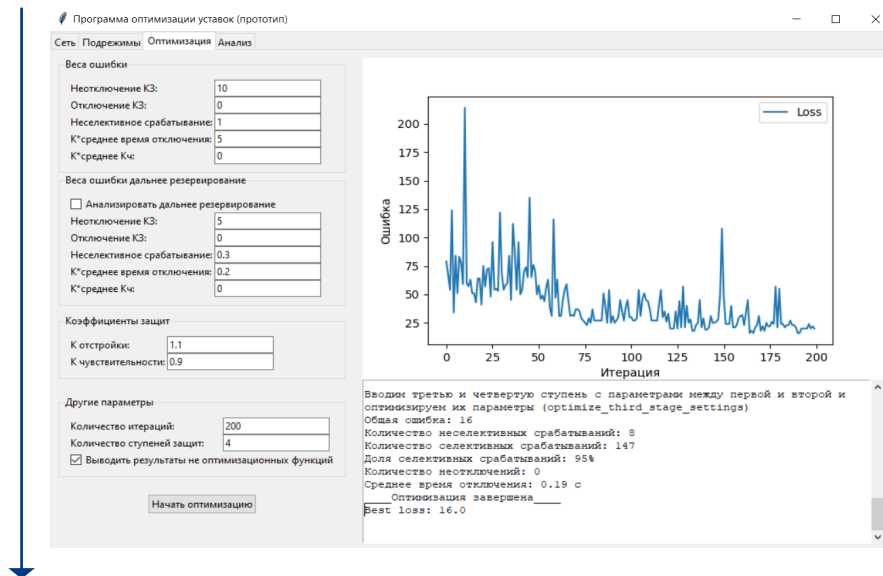 Программа оптимизации уставок (прототип)
Сеть Подрежимы Оптимизация Анализ
Веса ошибки
Неотключение КЗ: 10
Отключение КЗ: 0
Неселективное срабатывание: 1
К*среднее время отключения: 5
К*среднее Кч: 0
Веса ошибки дальнее резервирование
Анализировать дальнее резервирование
Неотключение КЗ: 5
Отключение КЗ: 0
Неселективное срабатывание: 0.3
К*среднее время отключения: 0.2
К*среднее Кч: 0
Коэффициенты защит
К отстройки: 1.1
К чувствительности: 0.9
Другие параметры
Количество итераций: 200
Количество ступеней защит: 4
Выводить результаты не оптимизационных функций
Начать оптимизацию
Loss
200
175
150
125
100
75
50
25
Ошибка
0 25 50 75 100 125 150 175 200
Итерация
Вводим третью и четвертую ступень с параметрами между первой и второй и
оптимизируем их параметры (optimize_third_stage_settings)
Общая ошибка: 16
Количество неселективных срабатываний: 8
Количество селективных срабатываний: 147
Доля селективных срабатываний: 95%
Количество неотключений: 0
Среднее время отключения: 0.19 с
____Оптимизация завершена____
Best loss: 16.0